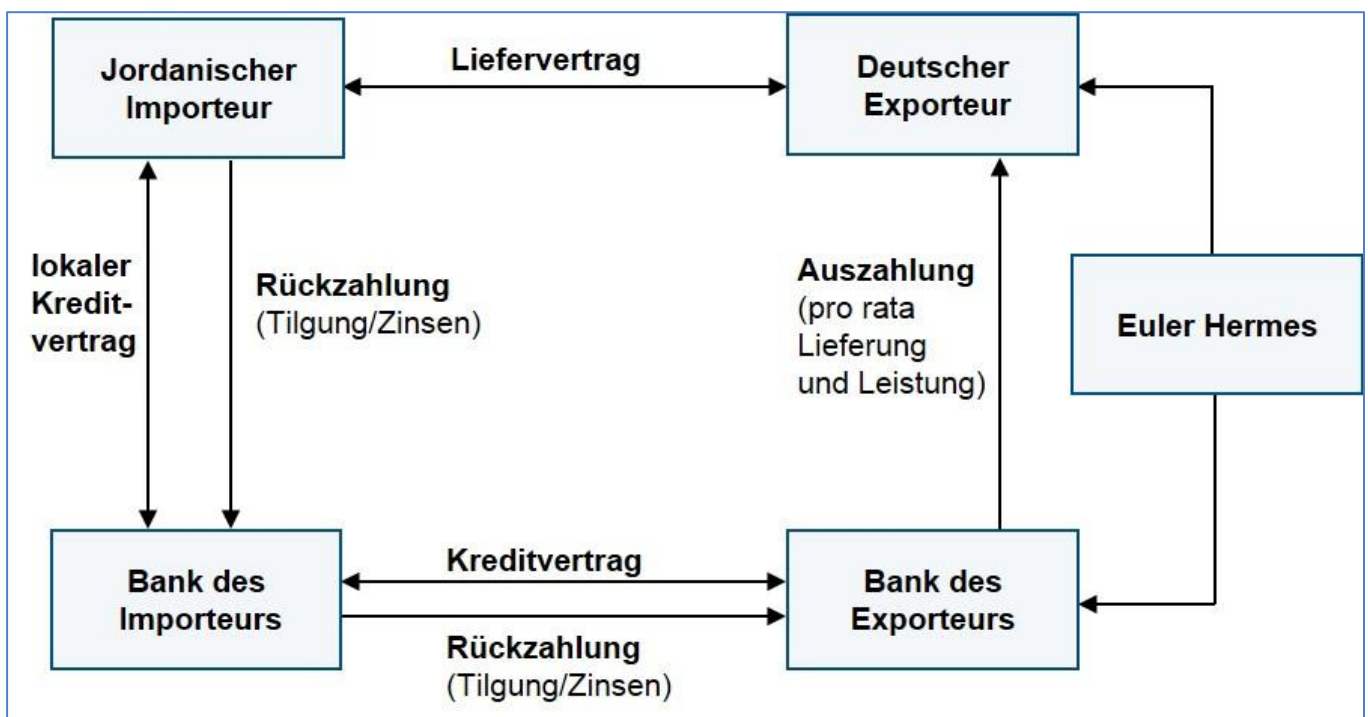 Jordanischer
Importeur
Liefervertrag
Deutscher
Exporteur
lokaler
Kredit-
vertrag
Rückzahlung
(Tilgung/Zinsen)
Auszahlung
(pro rata
Lieferung
und Leistung)
Euler Hermes
Bank des
Importeurs
Kreditvertrag
Rückzahlung
(Tilgung/Zinsen)
Bank des
Exporteurs